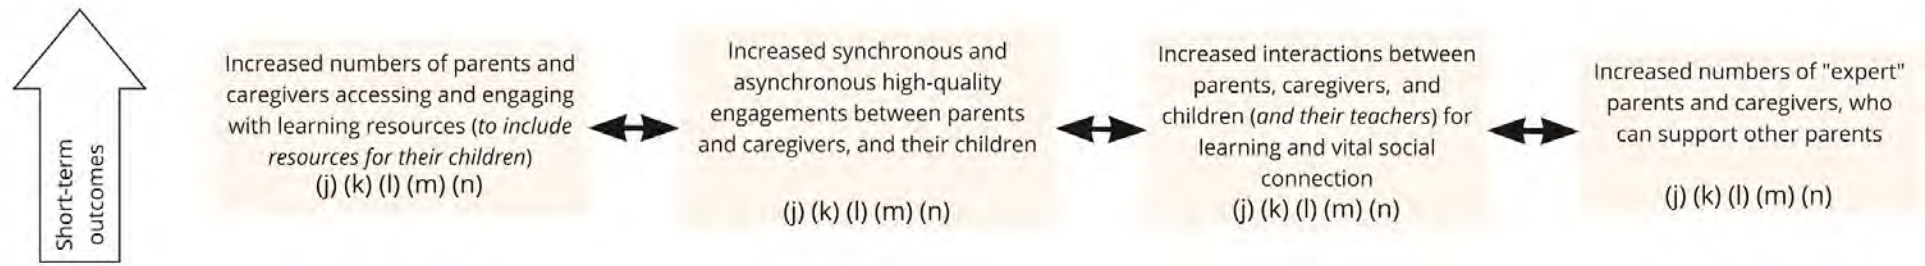 Short-term
outcomes
Increased numbers of parents and
caregivers accessing and engaging
with learning resources (to include
resources for their children)
(j) (k) (l) (m) (n)
Increased synchronous and
asynchronous high-quality
engagements between parents
and caregivers, and their children
(j) (k) (l) (m) (n)
Increased interactions between
parents, caregivers, and
children (and their teachers) for
learning and vital social
connection
(j) (k) (l) (m) (n)
Increased numbers of "expert"
parents and caregivers, who
can support other parents
(j) (k) (l) (m) (n)